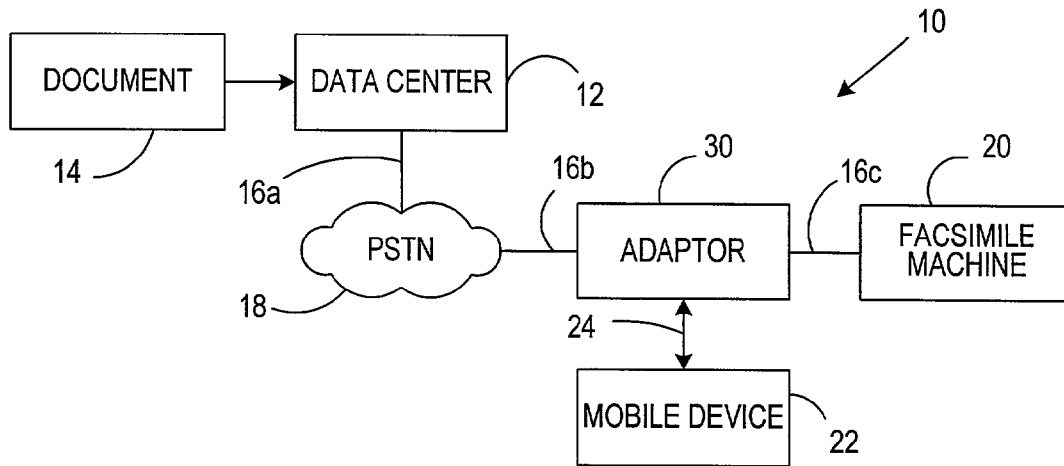 10
DOCUMENT
DATA CENTER
14
12
16a
PSTN
18
16b
30
ADAPTOR
16c
20
FACSIMILE
MACHINE
24
MOBILE DEVICE
22